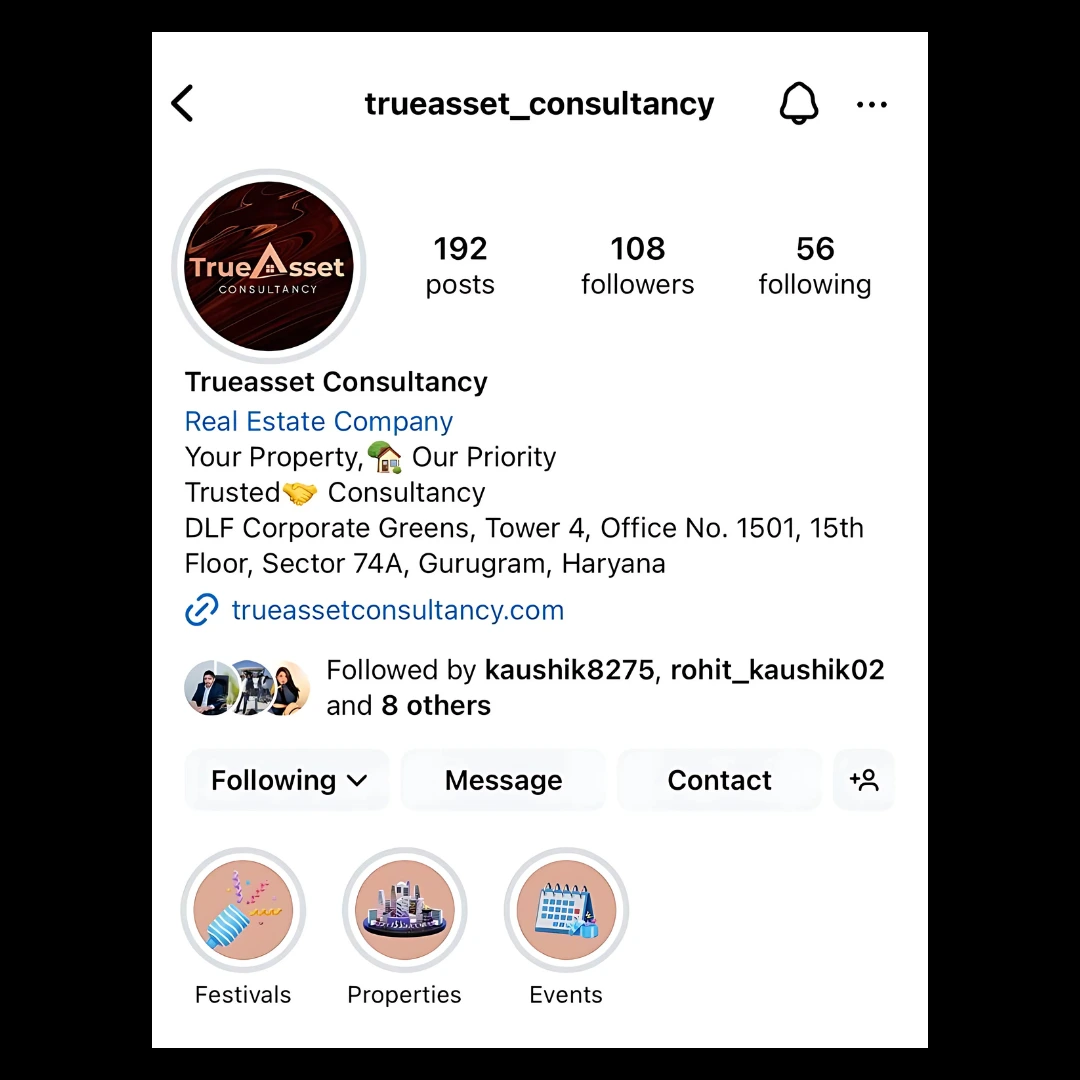 trueasset_consultancy
TrueAsset
CONSULTANCY
192
posts
108
followers
56
following
Trueasset Consultancy
Real Estate Company
Your Property,🏡 Our Priority
Trusted🤝 Consultancy
DLF Corporate Greens, Tower 4, Office No. 1501, 15th
Floor, Sector 74A, Gurugram, Haryana
trueassetconsultancy.com
Followed by kaushik8275, rohit_kaushik02
and 8 others
Following
Message
Contact
Festivals
Properties
Events